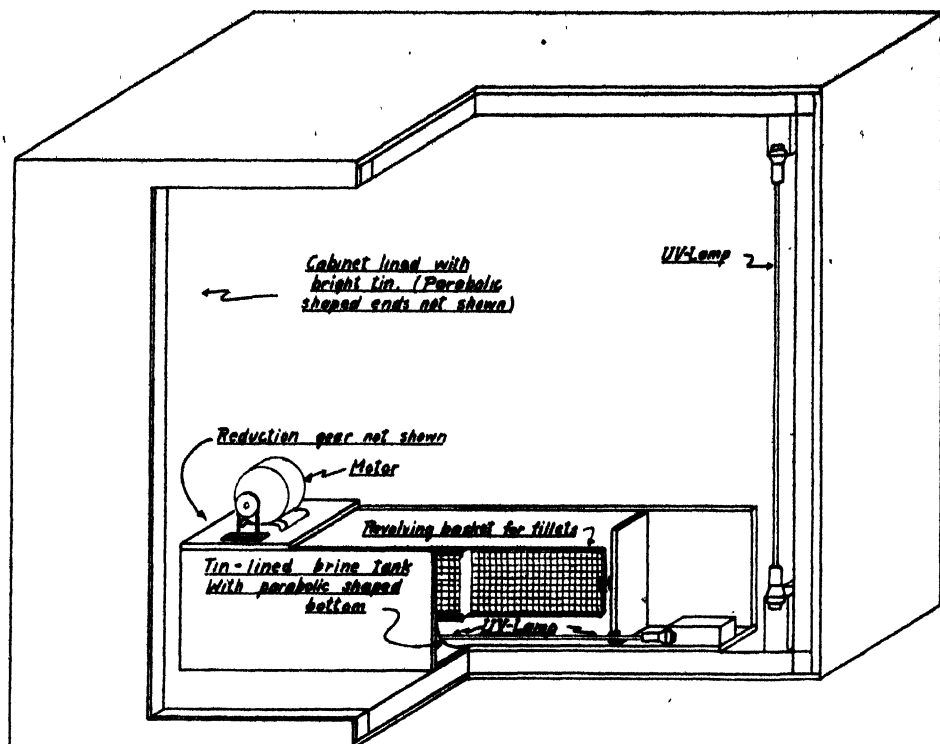 Cabinet lined with
bright tin. (Parabolic
shaped ends not shown)
UV-Lamp
Reduction gear not shown
Motor
Revolving basket for fillets
Tin-lined brine tank
With parabolic shaped
bottom
UV-Lamp